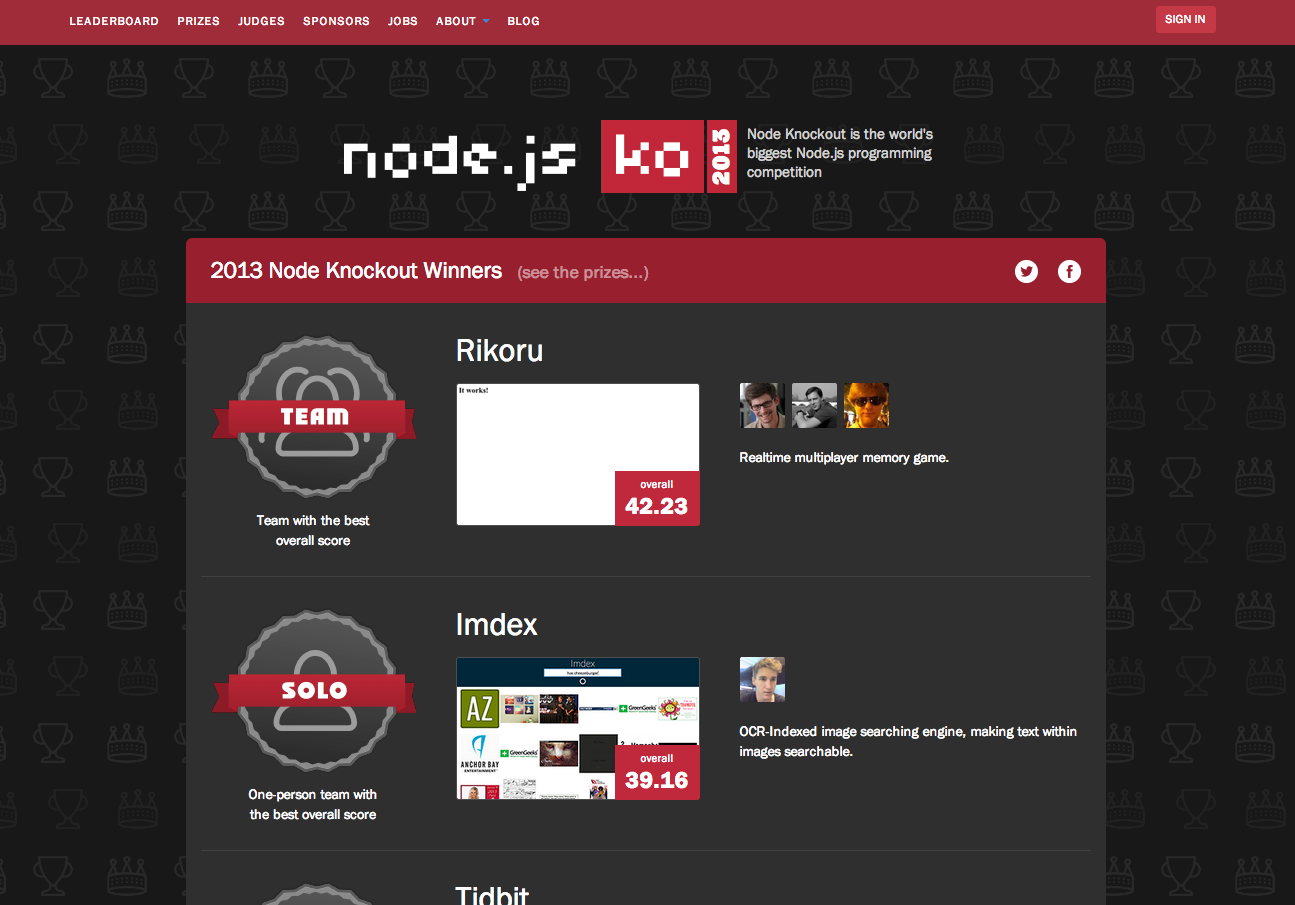 LEADERBOARD PRIZES JUDGES SPONSORS JOBS ABOUT BLOG SIGN IN
node.js ko 2013
Node Knockout is the world's
biggest Node.js programming
competition
2013 Node Knockout Winners (see the prizes...)
TEAM
Team with the best
overall score
Rikoru
It works!
overall
42.23
Realtime multiplayer memory game.
SOLO
One-person team with
the best overall score
Imdex
Imdex
AZ
GreenGeeks
ANCHOR BAY
ENTERTAINMENT
GreenGeeks
overall
39.16
OCR-Indexed image searching engine, making text within
images searchable.
Tidbit